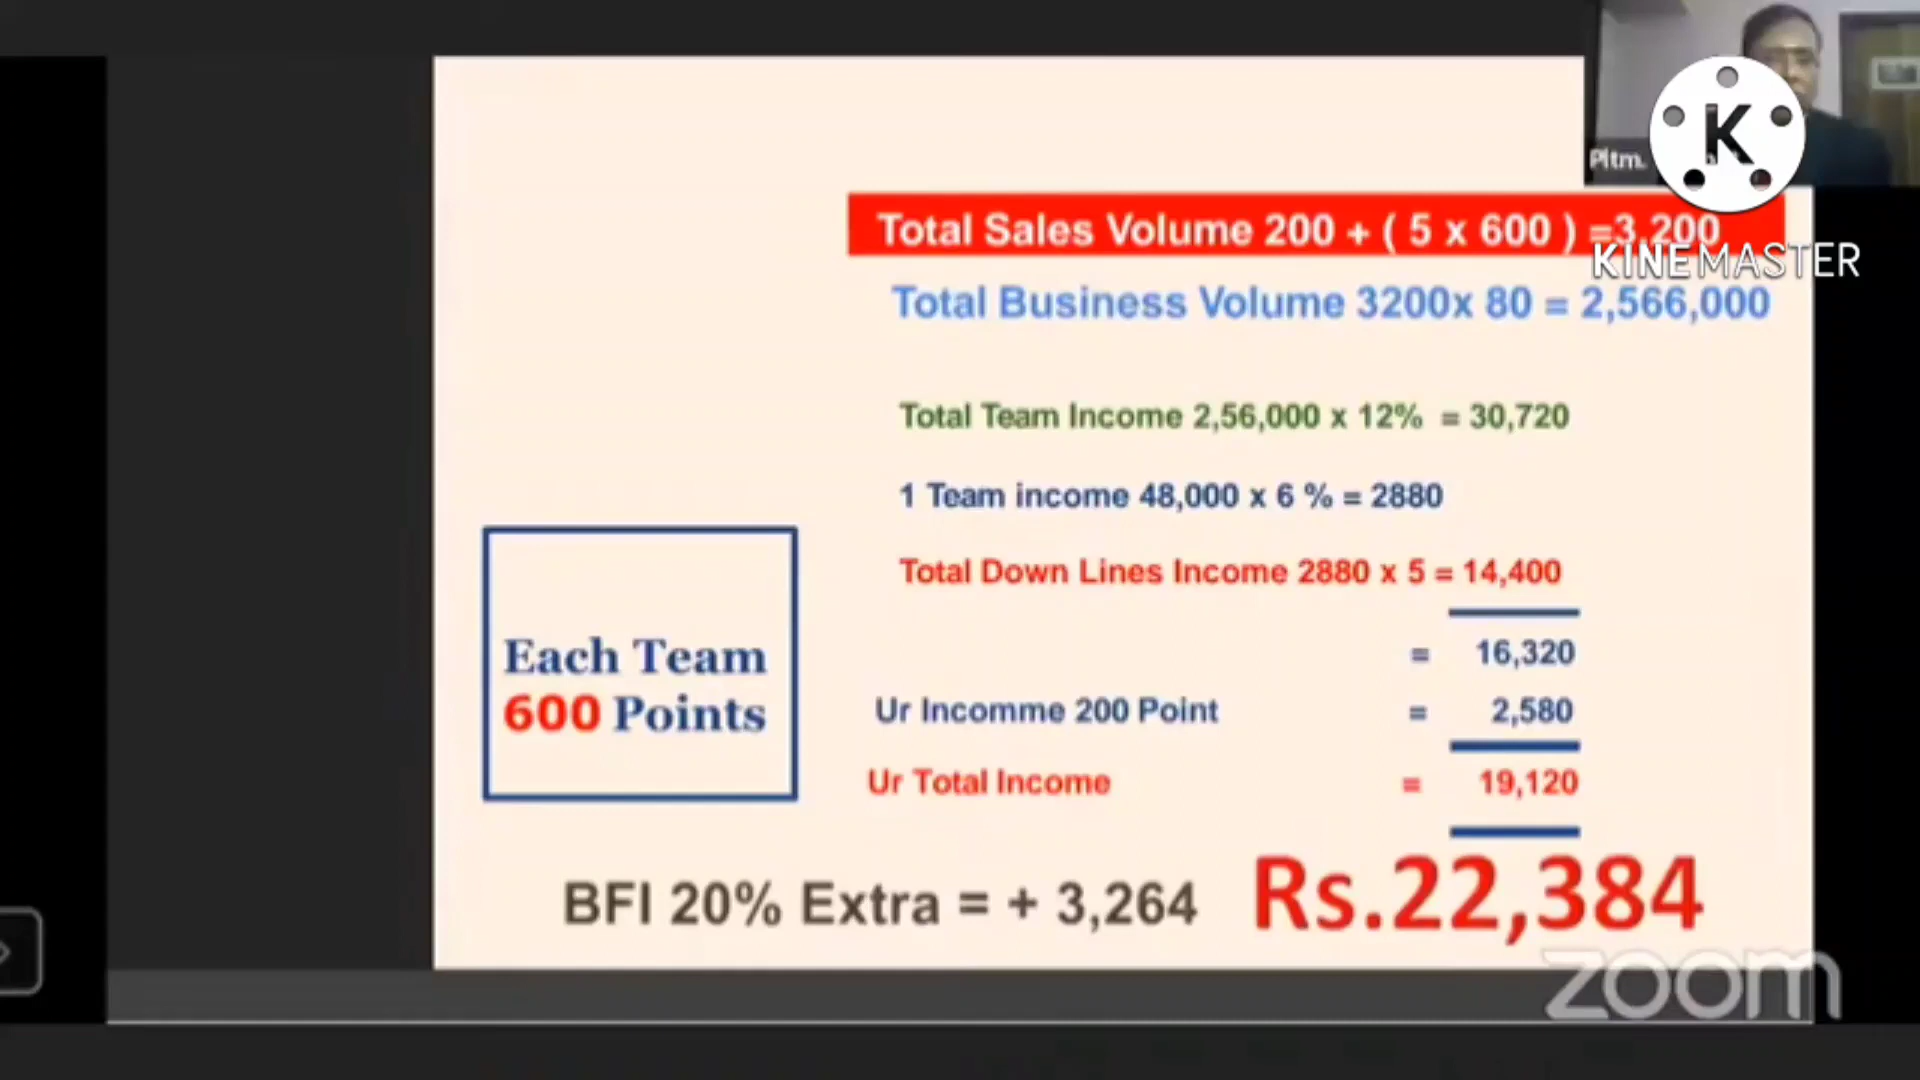 Pltm.
K
Total Sales Volume 200 + ( 5 x 600 ) =3,200
KINEMASTER
Total Business Volume 3200x 80 = 2,566,000
Total Team Income 2,56,000 x 12% = 30,720
1 Team income 48,000 x 6 % = 2880
Total Down Lines Income 2880 x 5 = 14,400
= 16,320
Each Team
600 Points
Ur Incomme 200 Point = 2,580
Ur Total Income = 19,120
BFI 20% Extra = + 3,264 Rs.22,384
zoom